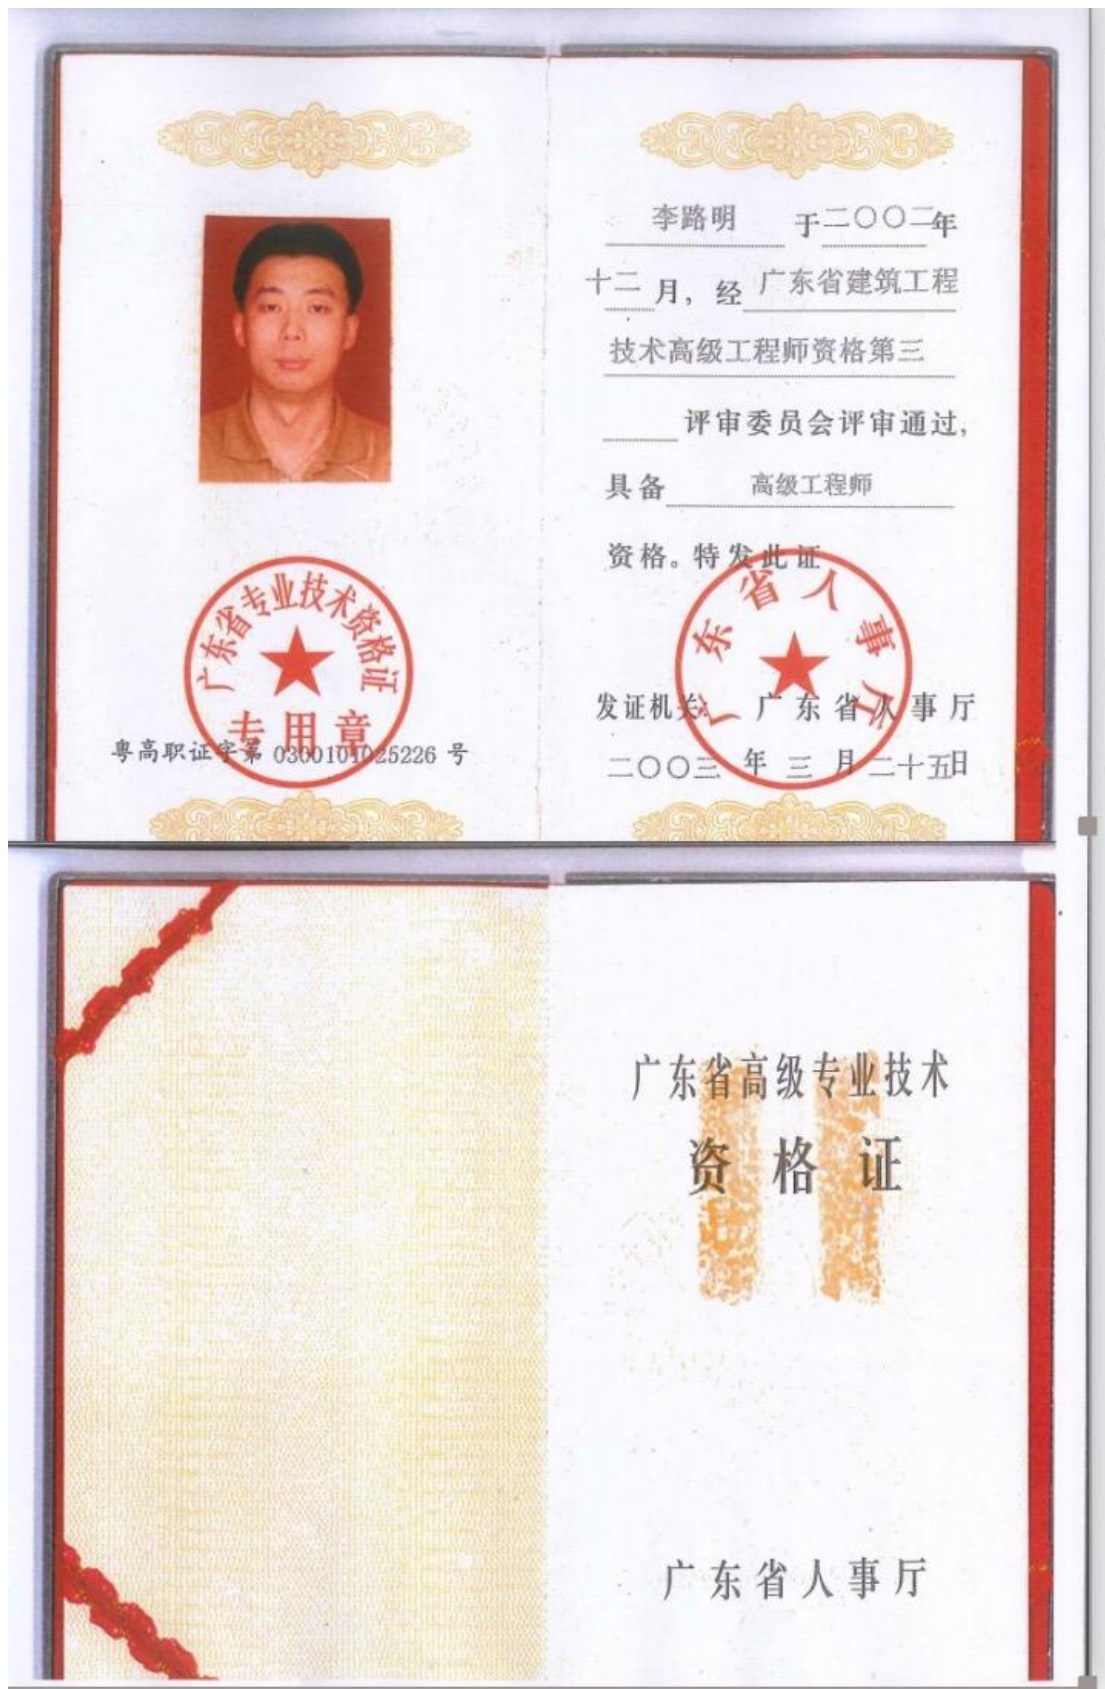 李路明 于二〇〇二年
十二月，经 广东省建筑工程
技术高级工程师资格第三
评审委员会评审通过，
具备 高级工程师
资格。特发此证
广东省人事厅
发证机关: 广东省人事厅
二〇〇三年三月二十五日
广东省专业技术资格证
专用章
粤高职证字第 0300101025226 号
广东省高级专业技术
资格证
广东省人事厅